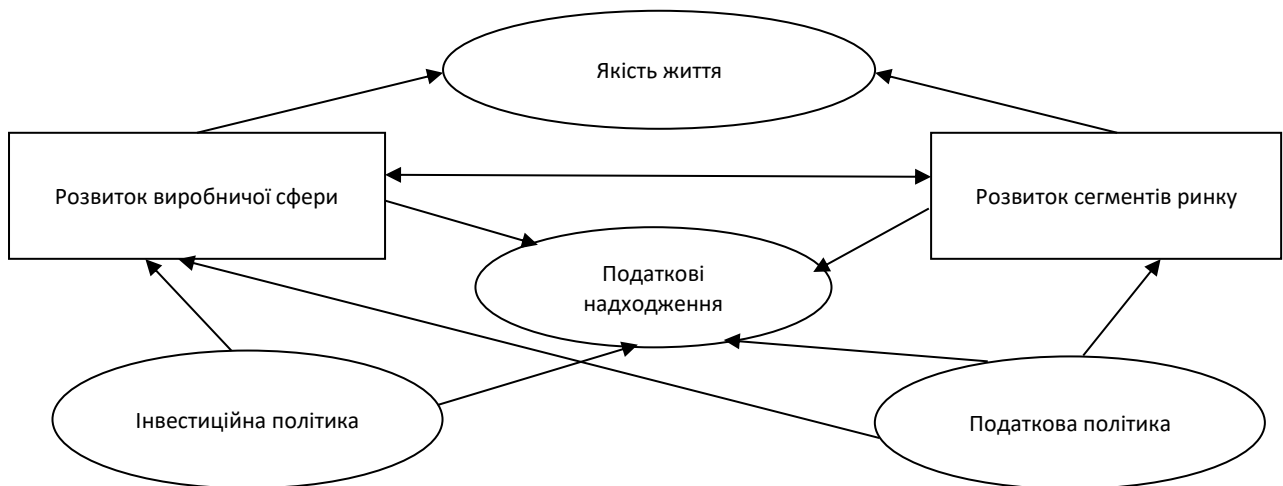 Якість життя
Розвиток виробничої сфери
Розвиток сегментів ринку
Податкові
надходження
Інвестиційна політика
Податкова політика